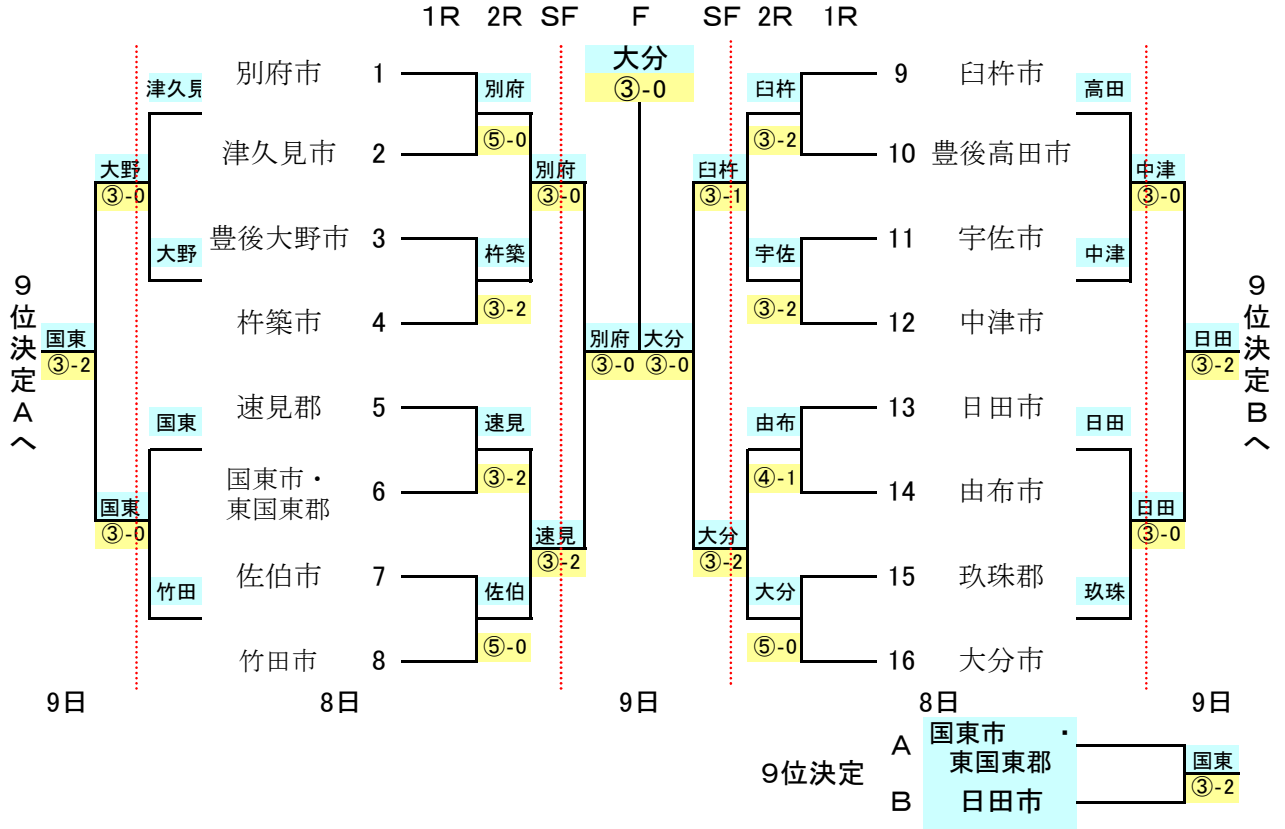 1R 2R SF F SF 2R 1R
大分
③-0
別府市 1
津久見市 2
豊後大野市 3
杵築市 4
速見郡 5
国東市・
東国東郡
6
佐伯市 7
竹田市 8
別府
⑤-0
杵築
③-2
速見
③-2
佐伯
⑤-0
別府
③-0
速見
③-2
別府
③-0
大分
③-0
臼杵
③-1
大分
③-2
臼杵
③-2
宇佐
③-2
由布
④-1
大分
⑤-0
9 臼杵市
10 豊後高田市
11 宇佐市
12 中津市
13 日田市
14 由布市
15 玖珠郡
16 大分市
津久見
大野
国東
竹田
大野
③-0
国東
③-0
国東
③-2
9位決定Aへ
高田
中津
日田
玖珠
中津
③-0
日田
③-0
日田
③-2
9位決定Bへ
9日 8日 9日 8日 9日
9位決定
A 国東市・
東国東郡
B 日田市
国東
③-2